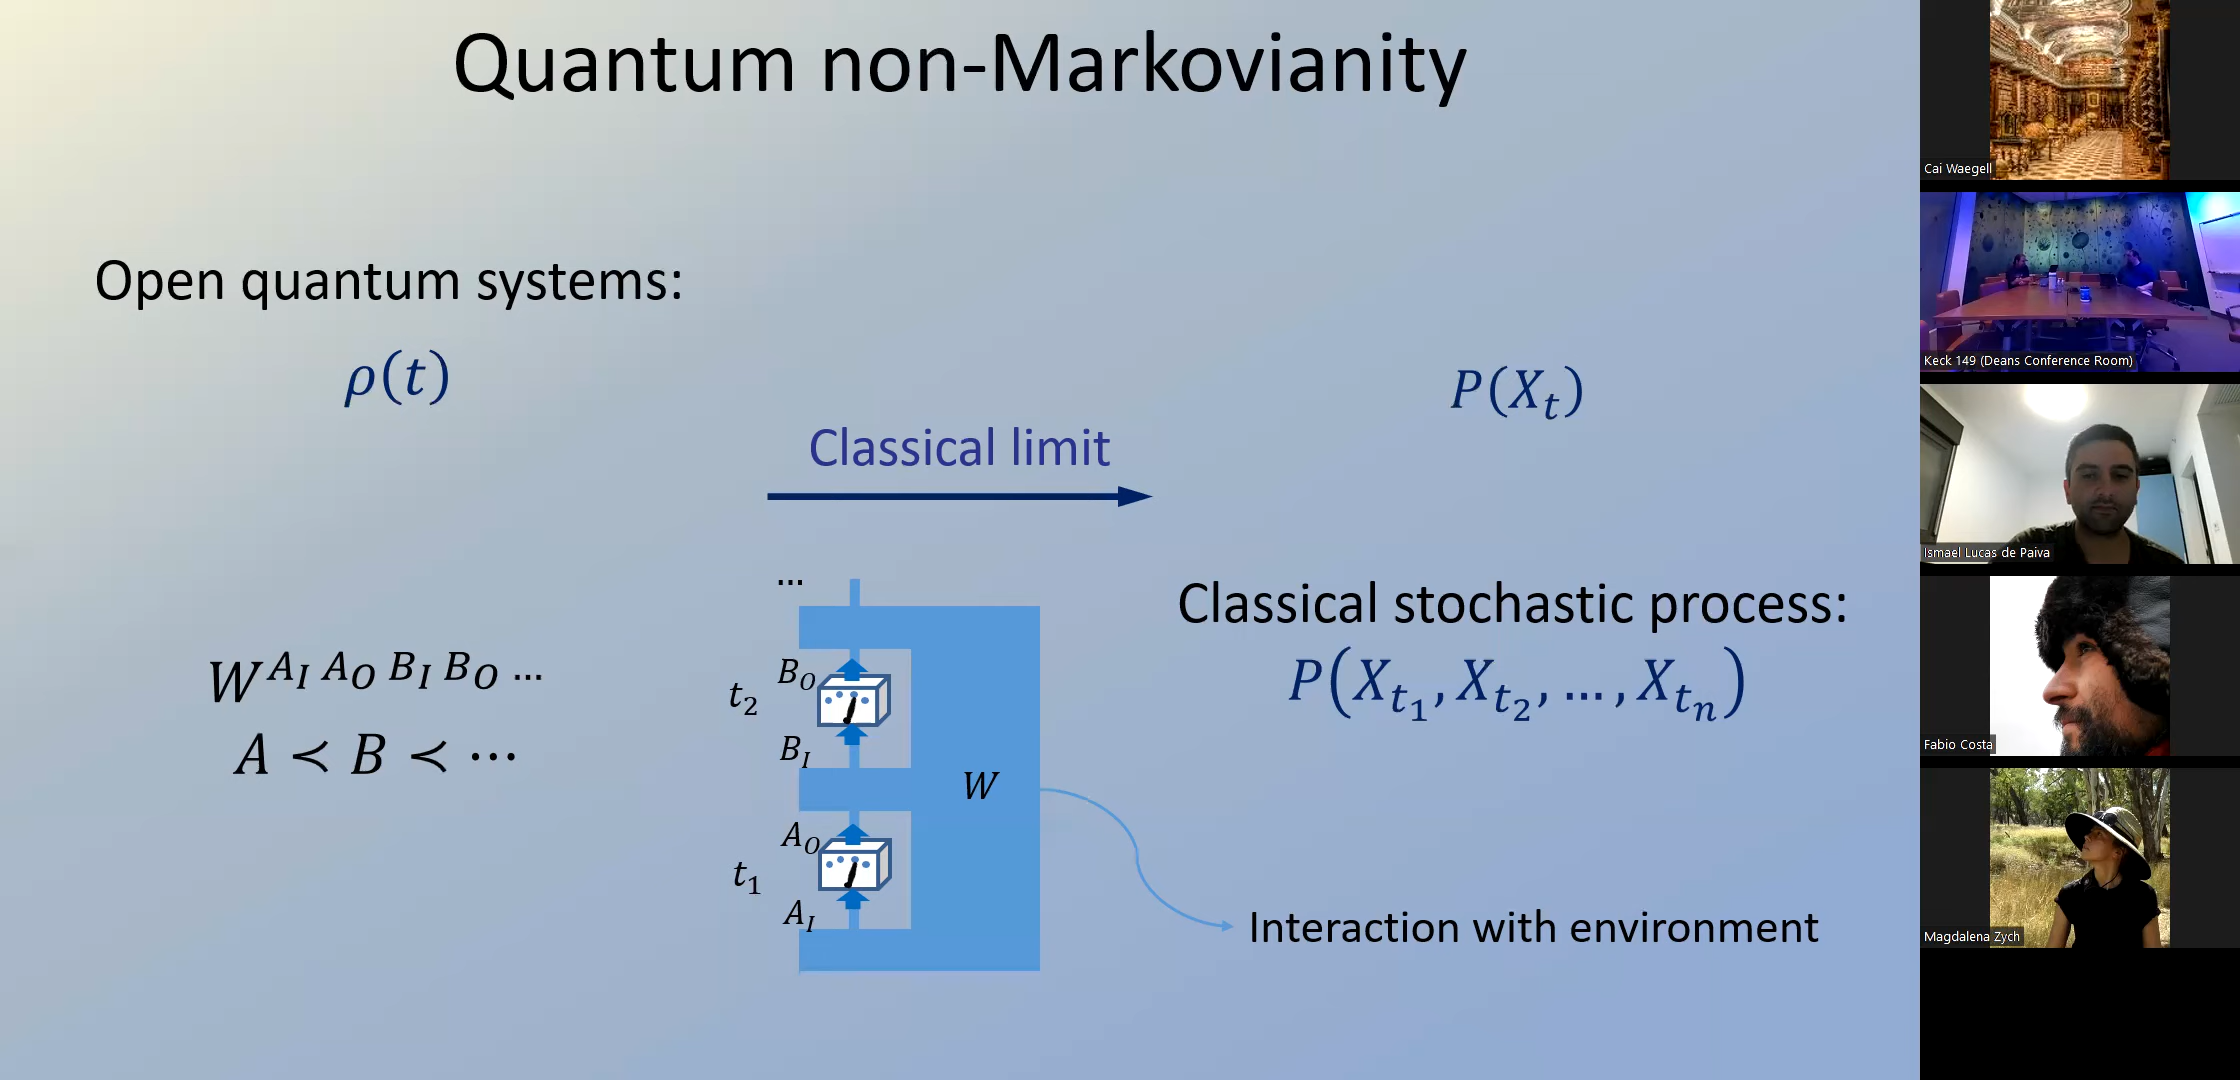 Quantum non-Markovianity
Open quantum systems:
ρ(t)
P(X_t)
Classical limit
Classical stochastic process:
P(X_{t_1}, X_{t_2}, …, X_{t_n})
W^{A_I A_O B_I B_O …}
A ≺ B ≺ ⋯
…
B_O
t_2
B_I
W
A_O
t_1
A_I
Interaction with environment
Cai Waegell
Keck 149 (Deans Conference Room)
Ismael Lucas de Paiva
Fabio Costa
Magdalena Zych